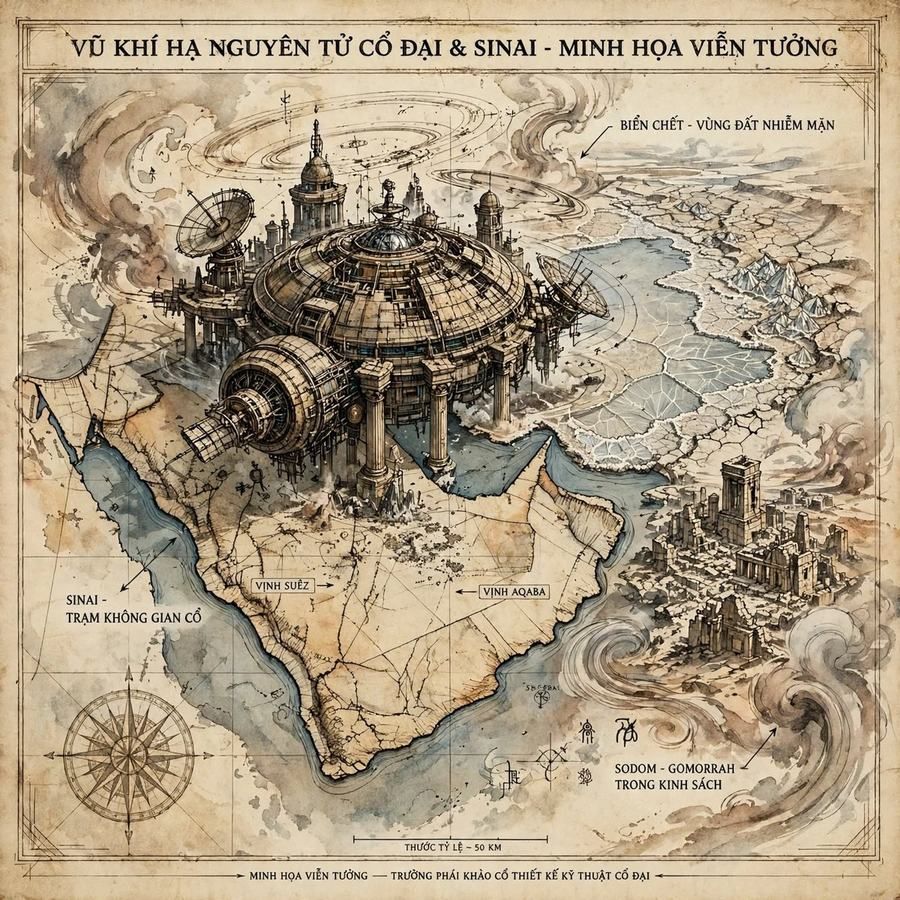 VŨ KHÍ HẠ NGUYÊN TỬ CỔ ĐẠI & SINAI - MINH HỌA VIỄN TƯỞNG
BIỂN CHẾT - VÙNG ĐẤT NHIỄM MẶN
VỊNH SUÊZ
VỊNH AQABA
SINAI -
TRẠM KHÔNG GIAN CỔ
SODOM - GOMORRAH
TRONG KINH SÁCH
THƯỚC TỶ LỆ ~ 50 KM
MINH HỌA VIỄN TƯỞNG — TRƯỜNG PHÁI KHẢO CỔ THIẾT KẾ KỸ THUẬT CỔ ĐẠI